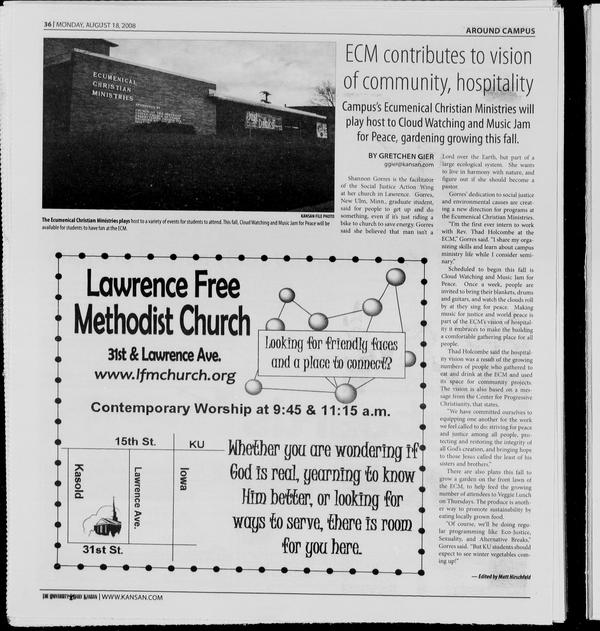 36 | MONDAY, AUGUST 18, 2008
AROUND CAMPUS
ECUMENICAL
CHRISTIAN
MINISTRIES
KANSAN FILE PHOTO
The Ecumenical Christian Ministries plays host to a variety of events for students to attend. This fall, Cloud Watching and Music Jam for Peace will be
available for students to have fun at the ECM.
ECM contributes to vision
of community, hospitality
Campus's Ecumenical Christian Ministries will
play host to Cloud Watching and Music Jam
for Peace, gardening growing this fall.
BY GRETCHEN GIER
ggier@kansan.com
Shannon Gorres is the facilitator
of the Social Justice Action Wing
at her church in Lawrence. Gorres,
New Ulm, Minn., graduate student,
said for people to get up and do
something, even if it's just riding a
bike to church to save energy. Gorres
said she believed that man isn't a
Lord over the Earth, but part of a
large ecological system. She wants
to live in harmony with nature, and
figure out if she should become a
pastor.
Gorres' dedication to social justice
and environmental causes are creat-
ing a new direction for programs at
the Ecumenical Christian Ministries.
"I'm the first ever intern to work
with Rev. Thad Holcombe at the
ECM," Gorres said. "I share my orga-
nizing skills and learn about campus
ministry life while I consider semi-
nary."
Scheduled to begin this fall is
Cloud Watching and Music Jam for
Peace. Once a week, people are
invited to bring their blankets, drums
and guitars, and watch the clouds roll
by at they sing for peace. Making
music for justice and world peace is
part of the ECM's vision of hospital-
ity it embraces to make the building
a comfortable gathering place for all
people.
Thad Holcombe said the hospital-
ity vision was a result of the growing
numbers of people who gathered to
eat and drink at the ECM and used
its space for community projects.
The vision is also based on a mes-
sage from the Center for Progressive
Christianity, that states,
"We have committed ourselves to
equipping one another for the work
we feel called to do: striving for peace
and justice among all people, pro-
tecting and restoring the integrity of
all God's creation, and bringing hope
to those Jesus called the least of his
sisters and brothers."
There are also plans this fall to
grow a garden on the front lawn of
the ECM, to help feed the growing
number of attendees to Veggie Lunch
on Thursdays. The produce is anoth-
er way to promote sustainability by
eating locally grown food.
"Of course, we'll be doing regu-
lar programming like Eco-Justice,
Sexuality, and Alternative Breaks,"
Gorres said. "But KU students should
expect to see winter vegetables com-
ing up!"
— Edited by Matt Hirschfeld
Lawrence Free
Methodist Church
31st & Lawrence Ave.
www.lfmchurch.org
Looking for friendly faces
and a place to connect?
Contemporary Worship at 9:45 & 11:15 a.m.
15th St.
KU
Kasold
Lawrence Ave.
Iowa
31st St.
Whether you are wondering if
God is real, yearning to know
Him better, or looking for
ways to serve, there is room
for you here.
THE UNIVERSITY DAILY KANSAN | WWW.KANSAN.COM